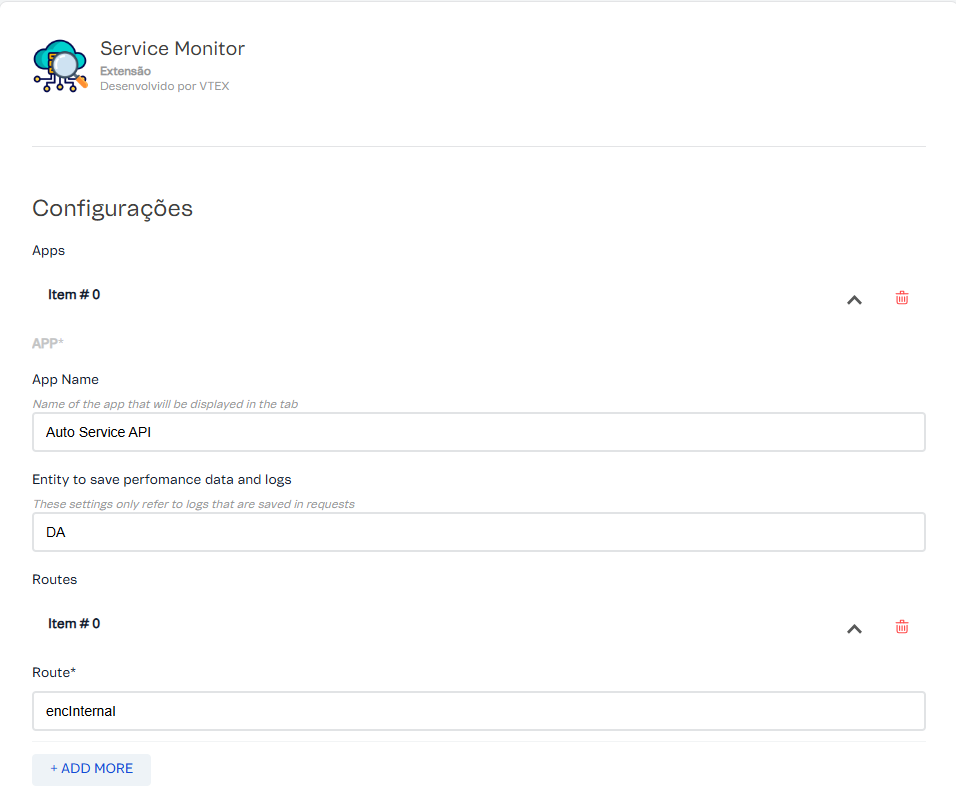 Service Monitor
Extensão
Desenvolvido por VTEX
Configurações
Apps
Item # 0
APP*
App Name
Name of the app that will be displayed in the tab
Auto Service API
Entity to save perfomance data and logs
These settings only refer to logs that are saved in requests
DA
Routes
Item # 0
Route*
encInternal
+ ADD MORE